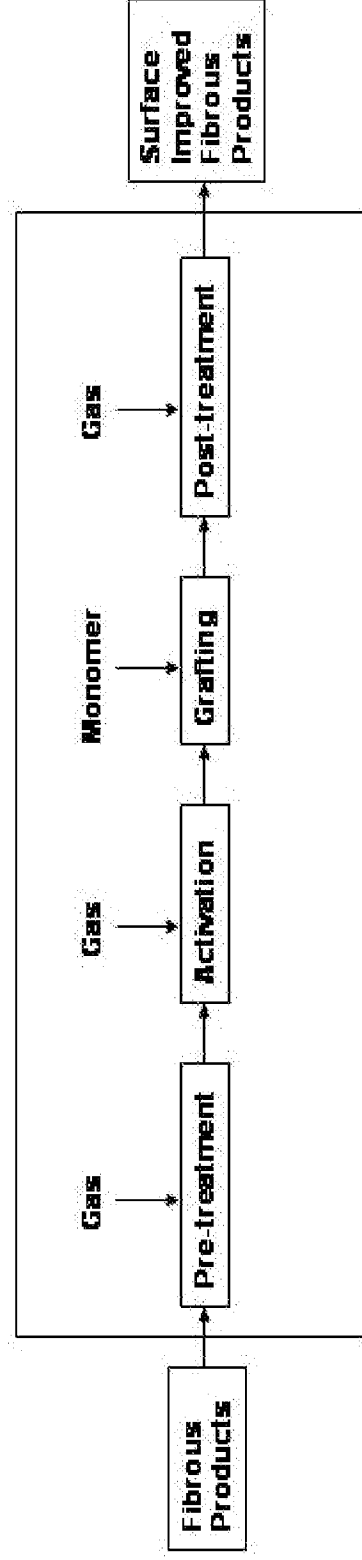 Fibrous
Products
Gas
Pre-treatment
Gas
Activation
Monomer
Grafting
Gas
Post-treatment
Surface
Improved
Fibrous
Products